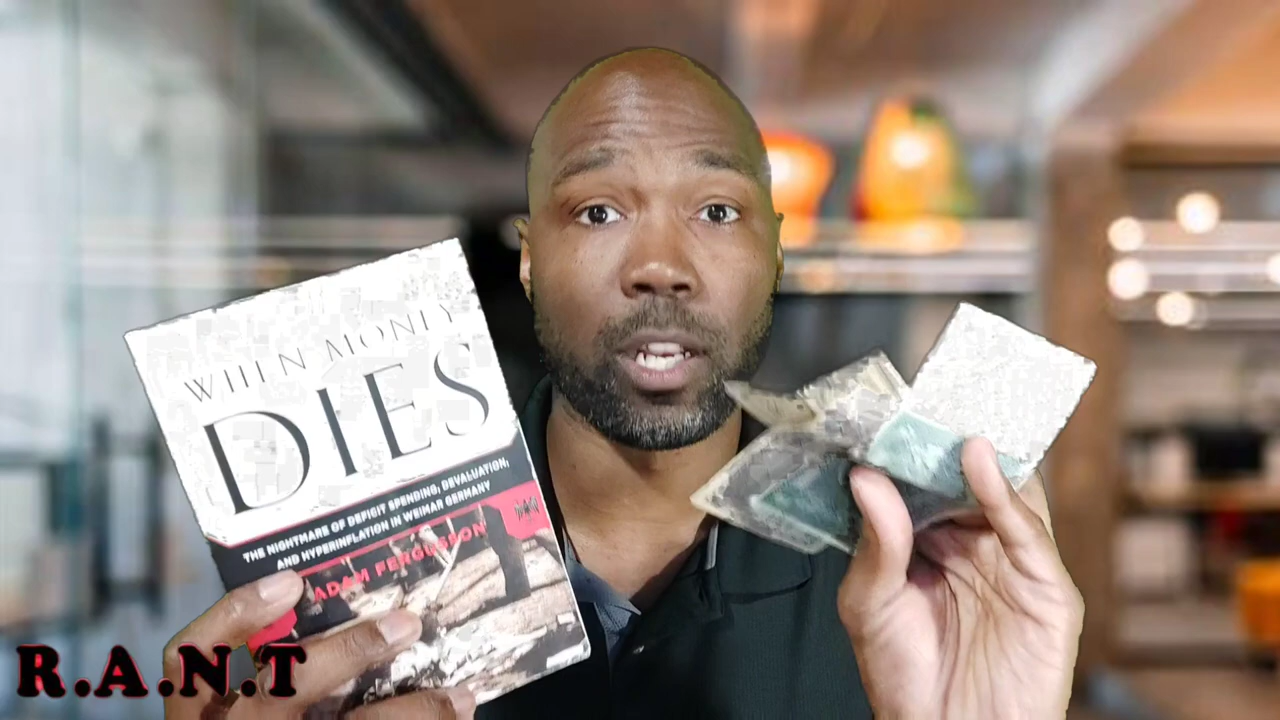 WHEN MONEY
DIES
THE NIGHTMARE OF DEFICIT SPENDING, DEVALUATION,
AND HYPERINFLATION IN WEIMAR GERMANY
ADAM FERGUSSON
R.A.N.T